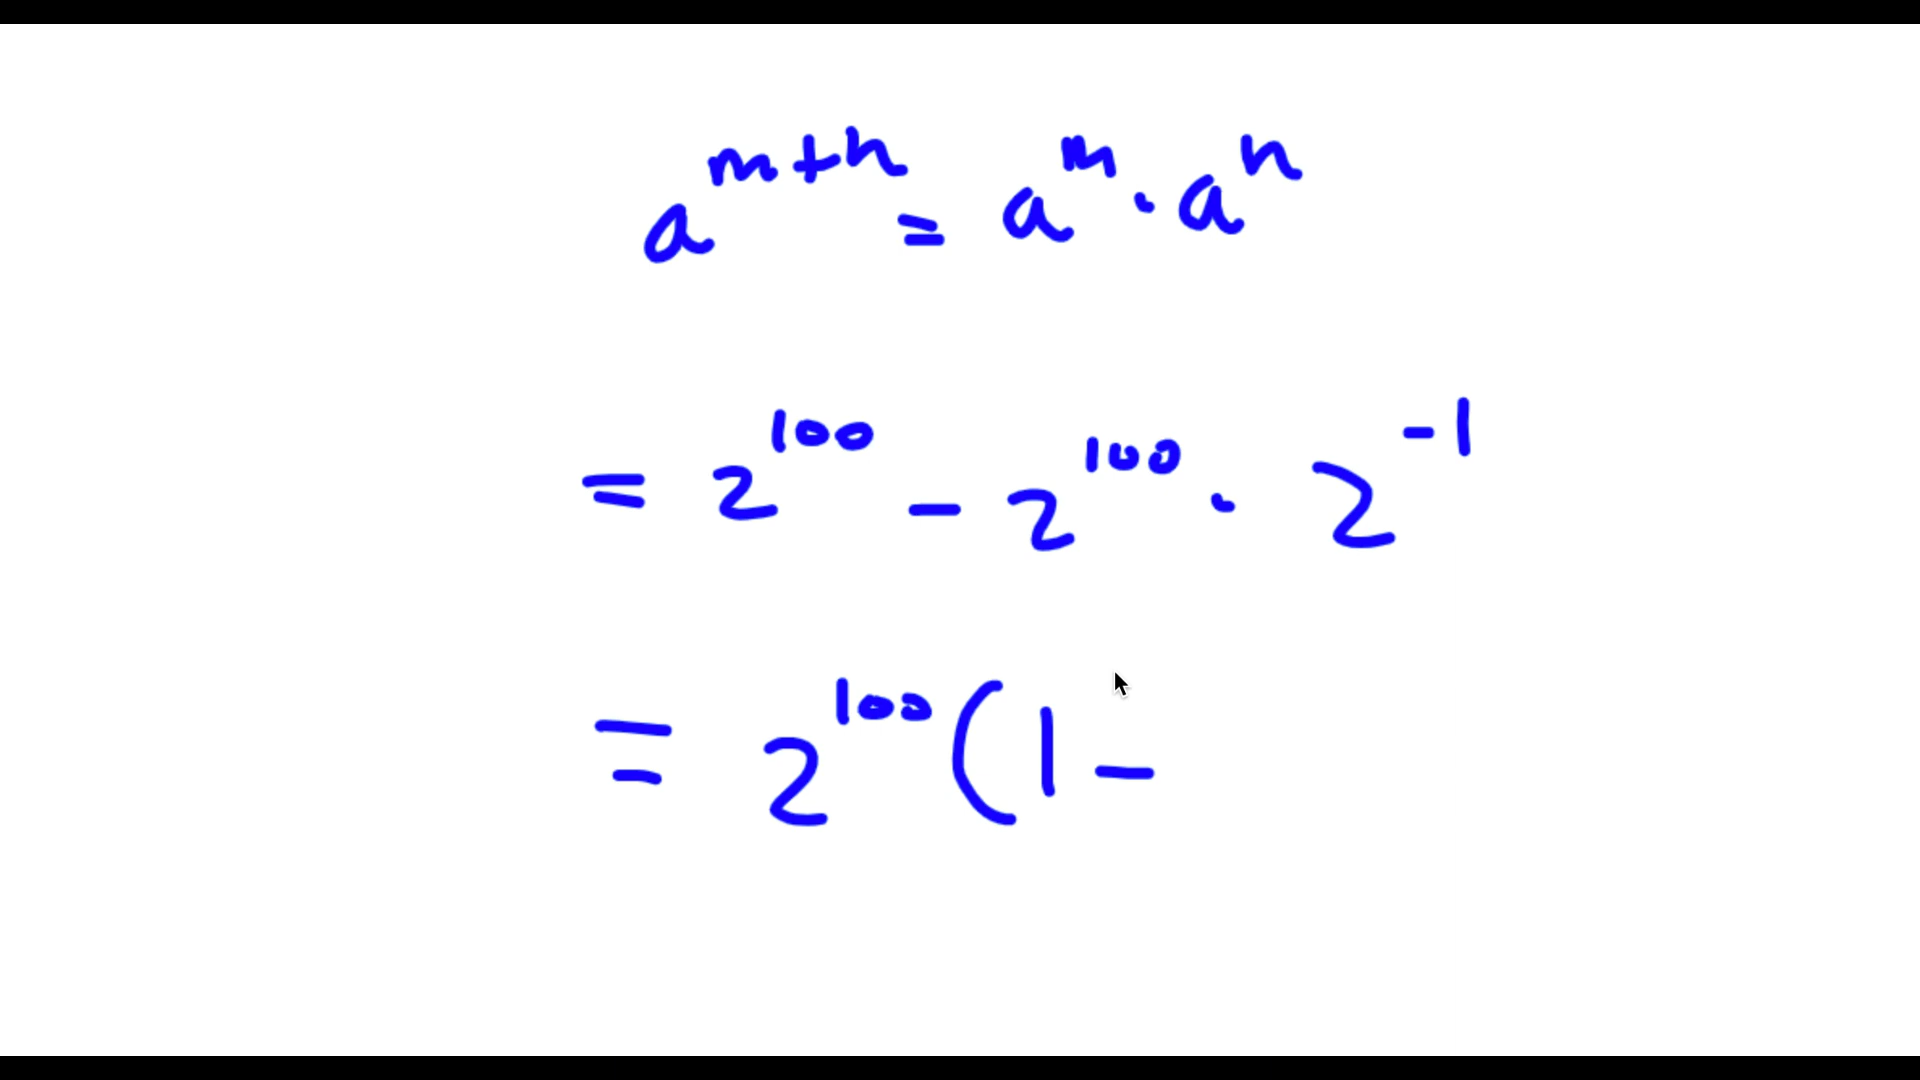 a^{m+n} = a^m · a^n
= 2^{100} - 2^{100} · 2^{-1}
= 2^{100} (1 -